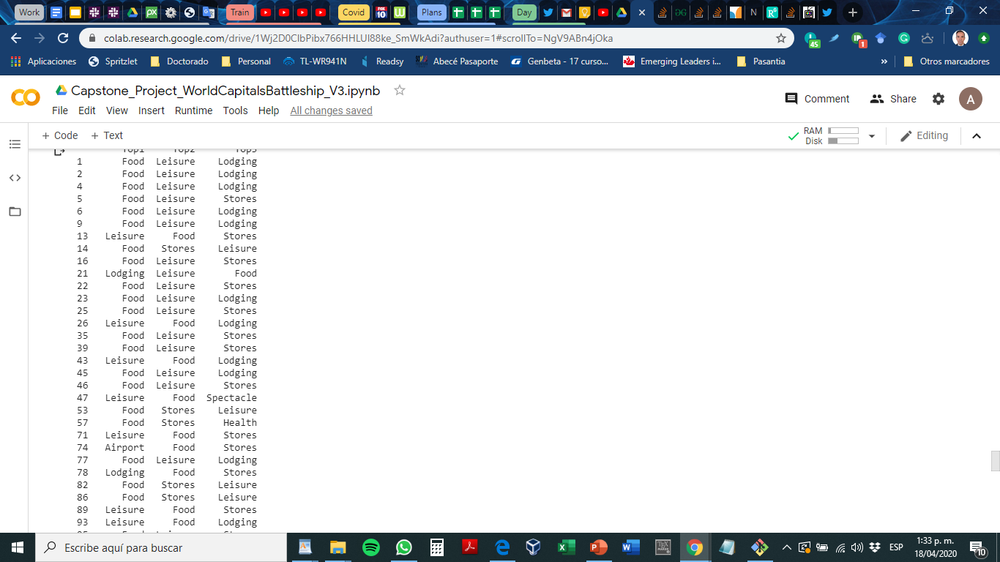 Work Train Covid Plans Day
colab.research.google.com/drive/1Wj2D0CIbPibx766HHLUl88ke_SmWkAdi?authuser=1#scrollTo=NgV9ABn4jOka 45 1
Aplicaciones Spritzlet Doctorado Personal TL-WR941N Readsy Abecé Pasaporte Genbeta - 17 curso... Emerging Leaders i... Pasantia » Otros marcadores
Capstone_Project_WorldCapitalsBattleship_V3.ipynb Comment Share A
File Edit View Insert Runtime Tools Help All changes saved
+ Code + Text RAM Disk Editing
Top1 Top2 Top3
1 Food Leisure Lodging
2 Food Leisure Lodging
4 Food Leisure Lodging
5 Food Leisure Stores
6 Food Leisure Lodging
9 Food Leisure Lodging
13 Leisure Food Stores
14 Food Stores Leisure
16 Food Leisure Stores
21 Lodging Leisure Food
22 Food Leisure Stores
23 Food Leisure Lodging
25 Food Leisure Stores
26 Leisure Food Lodging
35 Food Leisure Stores
39 Food Leisure Stores
43 Leisure Food Lodging
45 Food Leisure Lodging
46 Food Leisure Stores
47 Leisure Food Spectacle
53 Food Stores Leisure
57 Food Stores Health
71 Leisure Food Stores
74 Airport Food Stores
77 Food Leisure Lodging
78 Lodging Food Stores
82 Food Stores Leisure
86 Food Stores Leisure
89 Leisure Food Stores
93 Leisure Food Lodging
Escribe aquí para buscar ESP 1:33 p. m.
18/04/2020 10